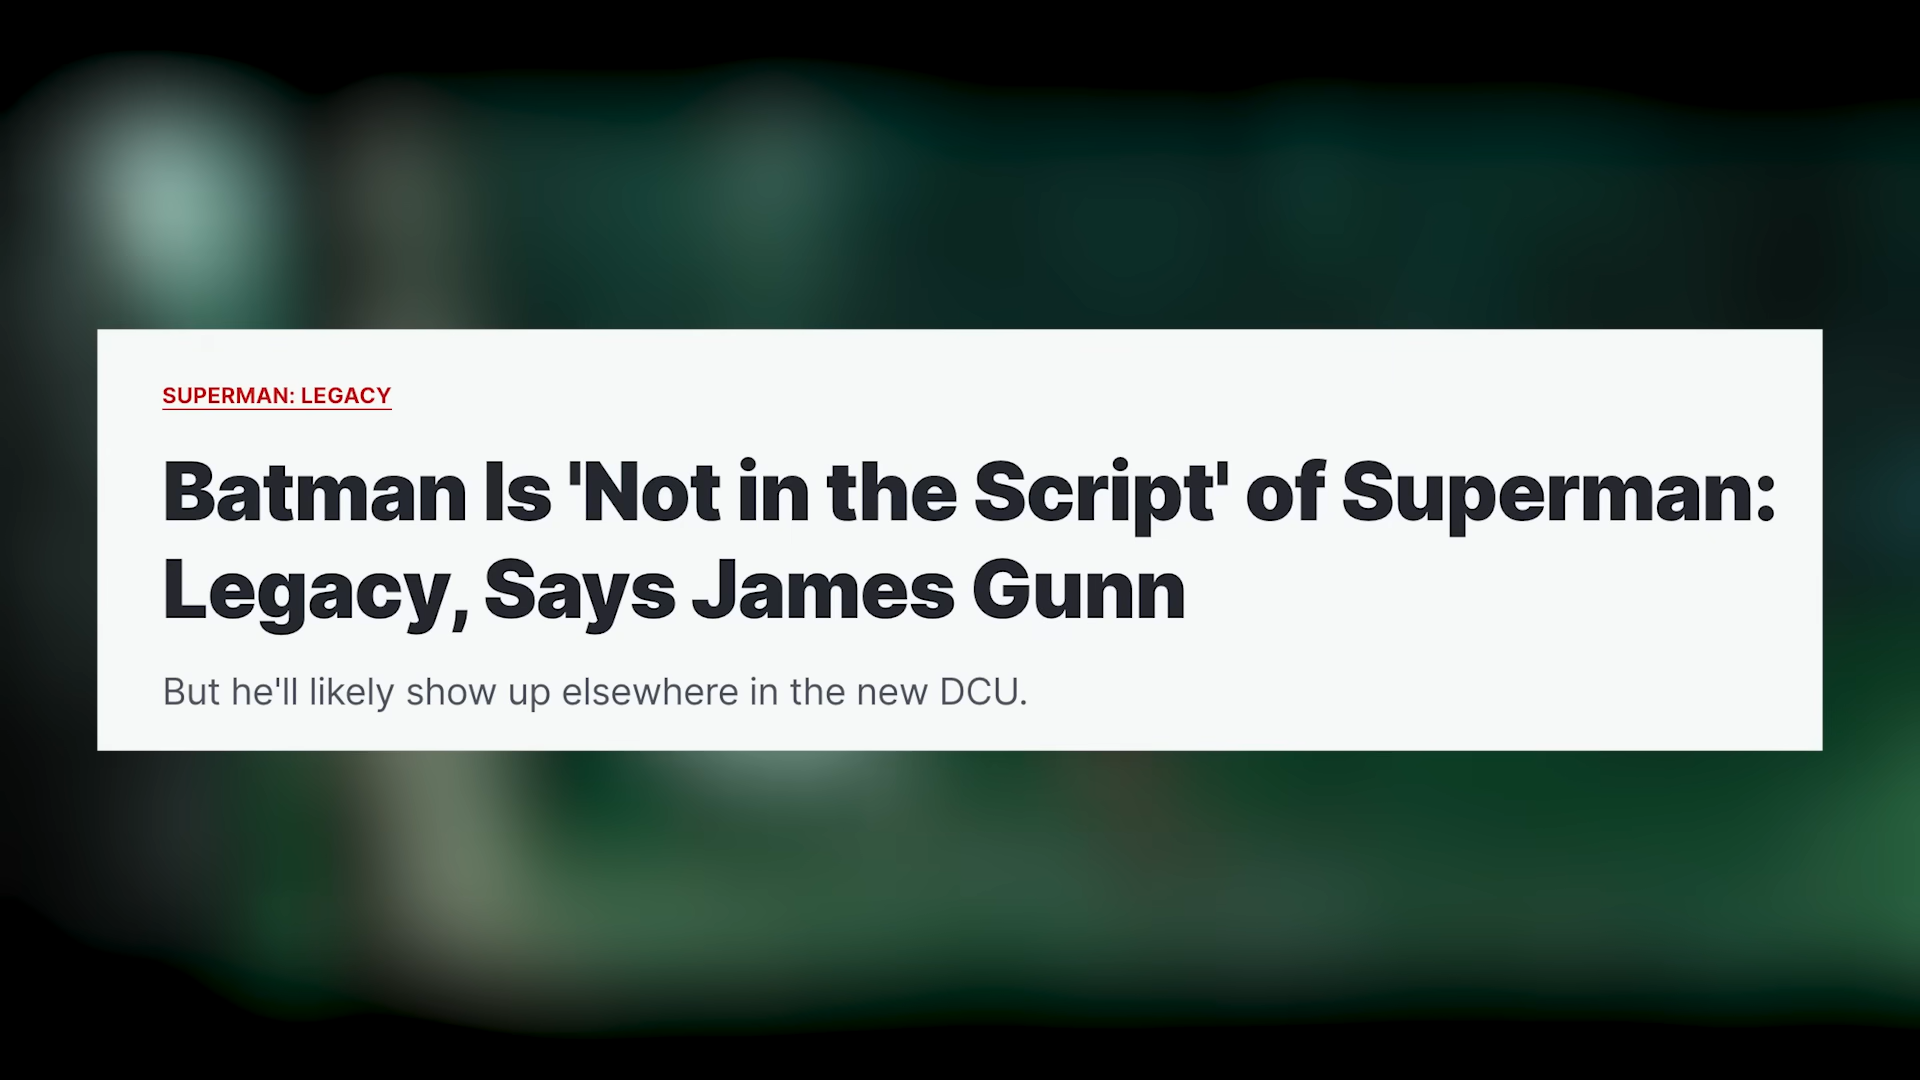 SUPERMAN: LEGACY
Batman Is 'Not in the Script' of Superman:
Legacy, Says James Gunn
But he'll likely show up elsewhere in the new DCU.